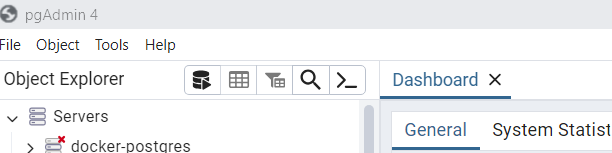 pgAdmin 4
File Object Tools Help
Object Explorer
Dashboard
Servers
General System Statist
docker-postgres